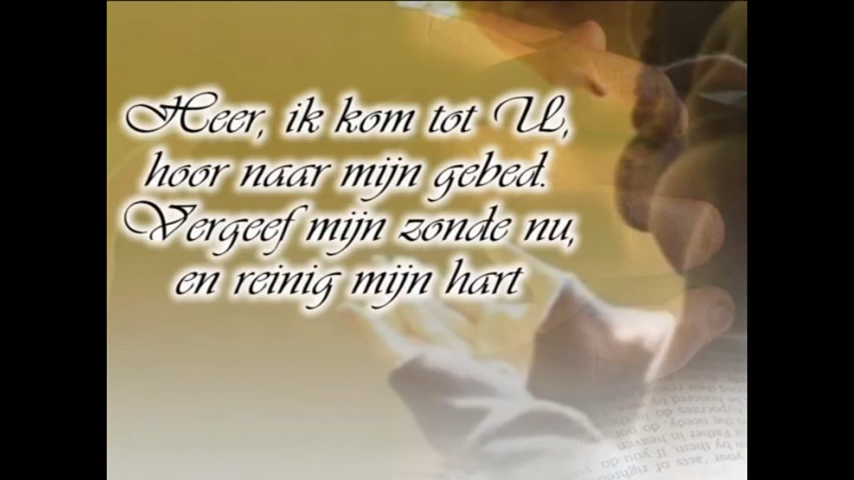 Heer, ik kom tot U,
hoor naar mijn gebed.
Vergeef mijn zonde nu,
en reinig mijn hart